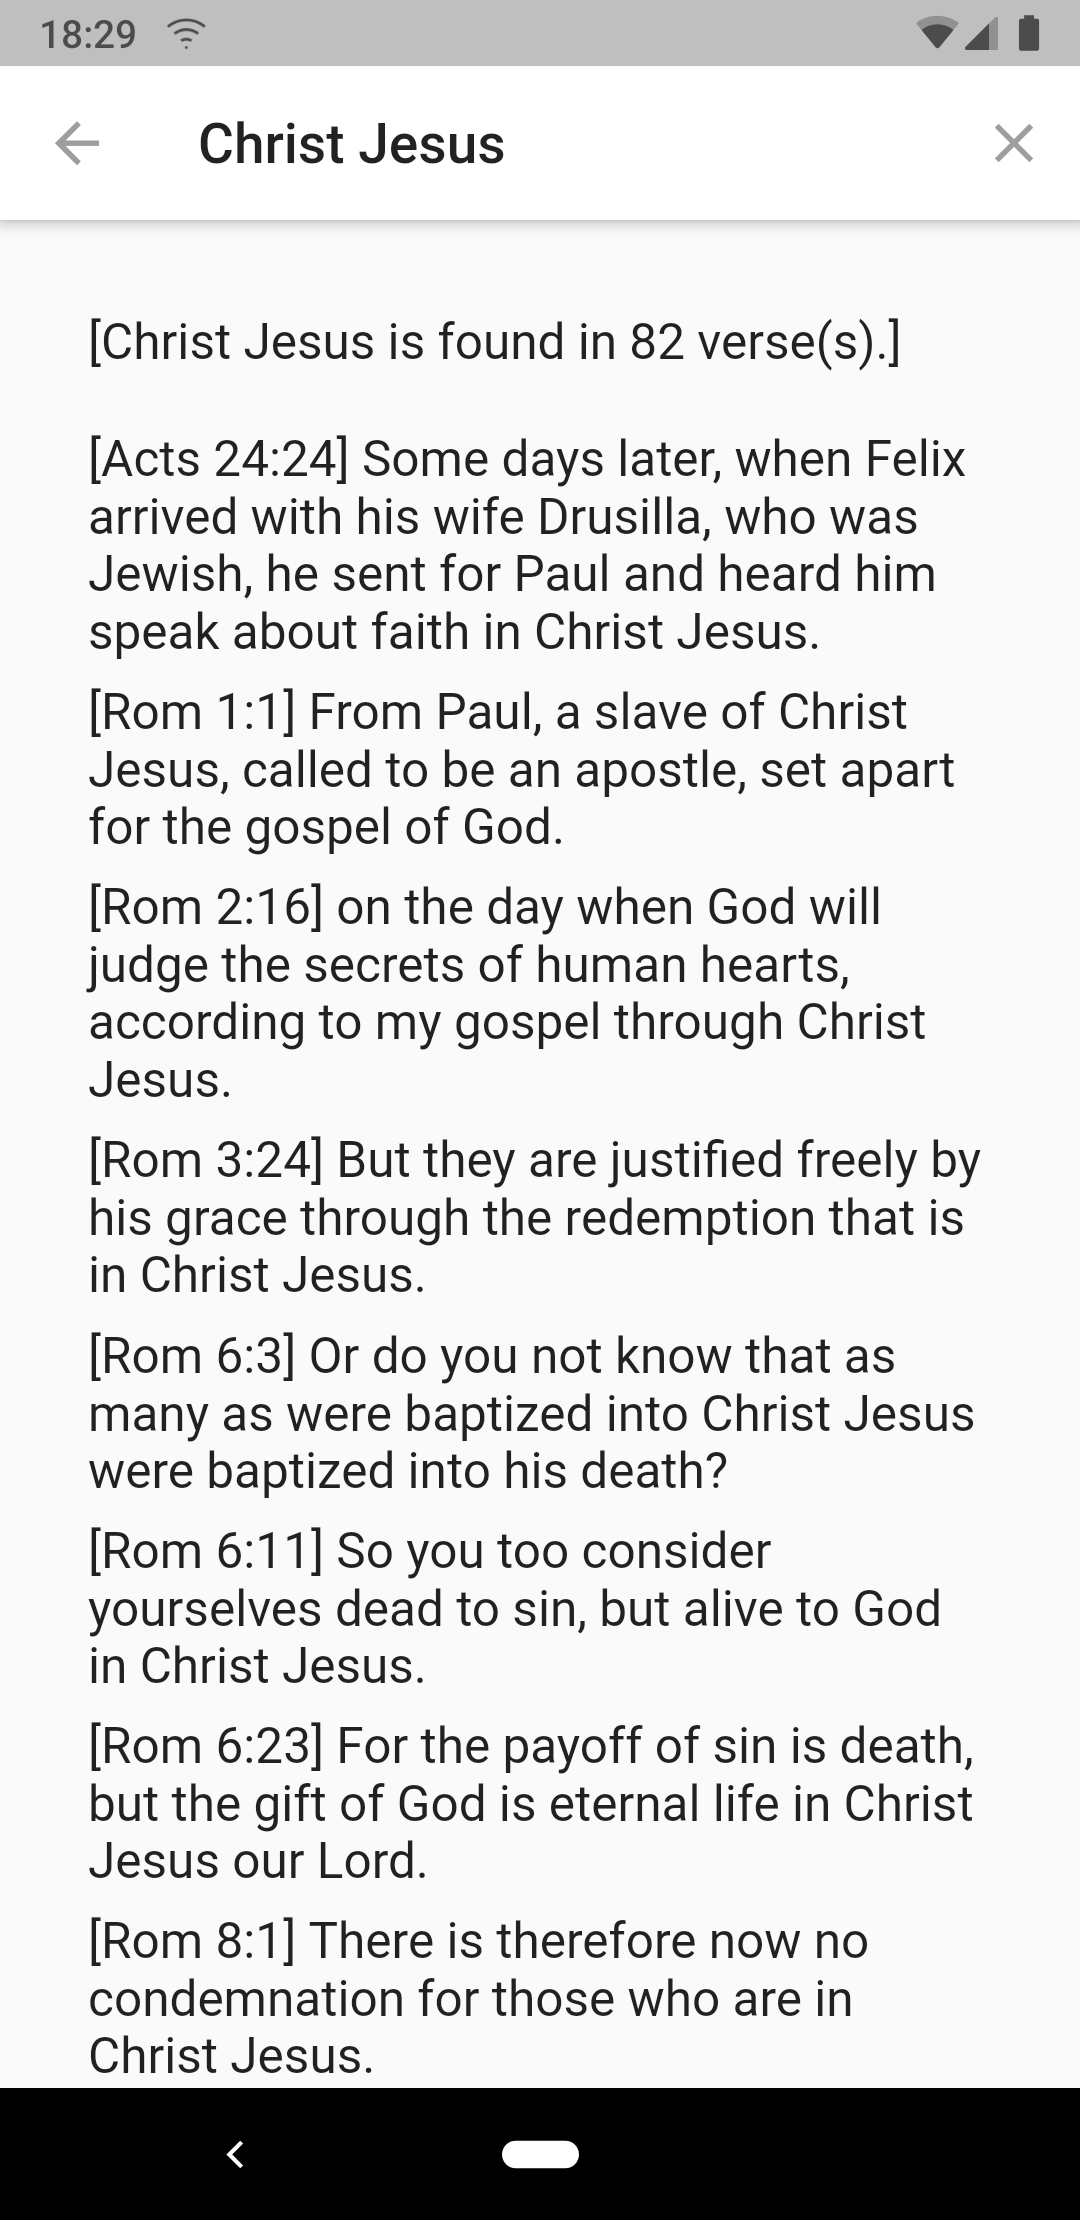 18:29
Christ Jesus
[Christ Jesus is found in 82 verse(s).]
[Acts 24:24] Some days later, when Felix
arrived with his wife Drusilla, who was
Jewish, he sent for Paul and heard him
speak about faith in Christ Jesus.
[Rom 1:1] From Paul, a slave of Christ
Jesus, called to be an apostle, set apart
for the gospel of God.
[Rom 2:16] on the day when God will
judge the secrets of human hearts,
according to my gospel through Christ
Jesus.
[Rom 3:24] But they are justified freely by
his grace through the redemption that is
in Christ Jesus.
[Rom 6:3] Or do you not know that as
many as were baptized into Christ Jesus
were baptized into his death?
[Rom 6:11] So you too consider
yourselves dead to sin, but alive to God
in Christ Jesus.
[Rom 6:23] For the payoff of sin is death,
but the gift of God is eternal life in Christ
Jesus our Lord.
[Rom 8:1] There is therefore now no
condemnation for those who are in
Christ Jesus.